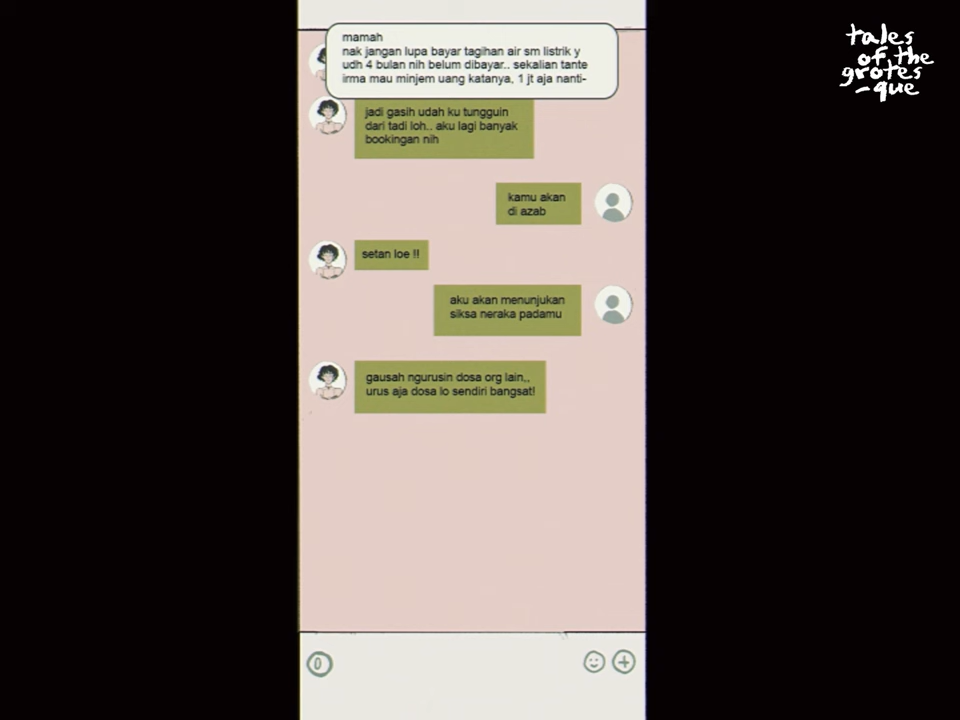 mamah
nak jangan lupa bayar tagihan air sm listrik y
udh 4 bulan nih belum dibayar.. sekalian tante
irma mau minjem uang katanya, 1 jt aja nanti-
jadi gasih udah ku tungguin
dari tadi loh.. aku lagi banyak
bookingan nih
kamu akan
di azab
setan loe !!
aku akan menunjukan
siksa neraka padamu
gausah ngurusin dosa org lain,,
urus aja dosa lo sendiri bangsat!
tales
of the
grotes
-que